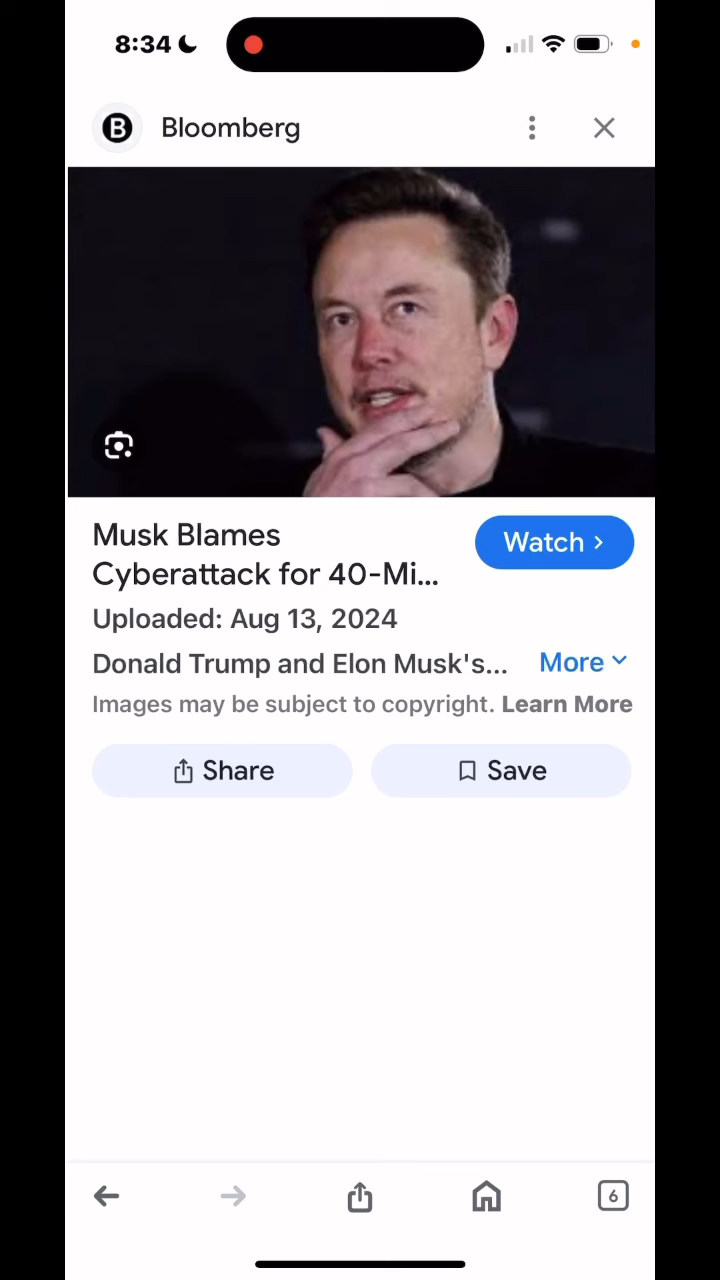 8:34
B Bloomberg
Musk Blames
Cyberattack for 40-Mi...
Watch
Uploaded: Aug 13, 2024
Donald Trump and Elon Musk's...
More
Images may be subject to copyright. Learn More
Share
Save
6